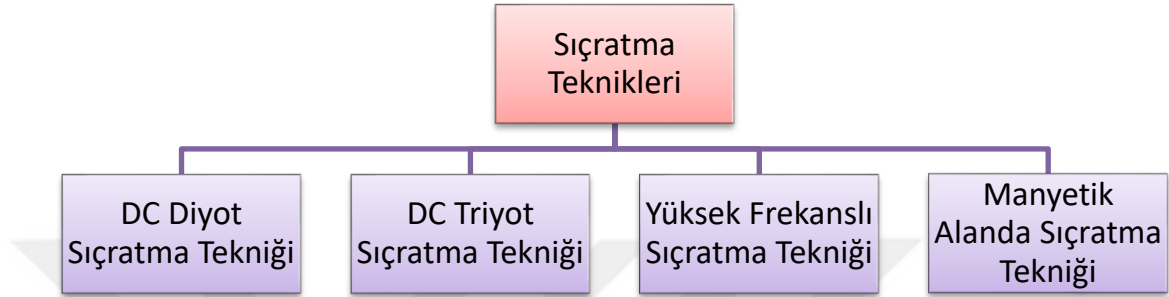 Sıçratma
Teknikleri
DC Diyot
Sıçratma Tekniği
DC Triyot
Sıçratma Tekniği
Yüksek Frekanslı
Sıçratma Tekniği
Manyetik
Alanda Sıçratma
Tekniği